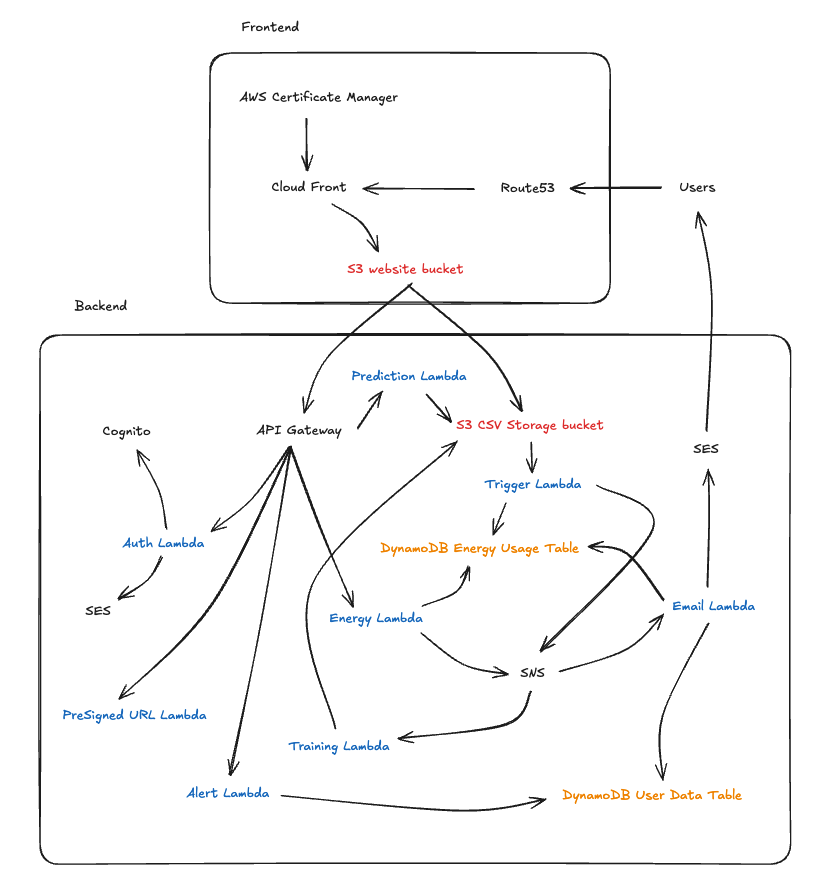 Frontend
AWS Certificate Manager
Cloud Front
Route53
Users
S3 website bucket
Backend
Prediction Lambda
Cognito
API Gateway
S3 CSV Storage bucket
SES
Trigger Lambda
Auth Lambda
DynamoDB Energy Usage Table
SES
Energy Lambda
Email Lambda
SNS
PreSigned URL Lambda
Training Lambda
Alert Lambda
DynamoDB User Data Table